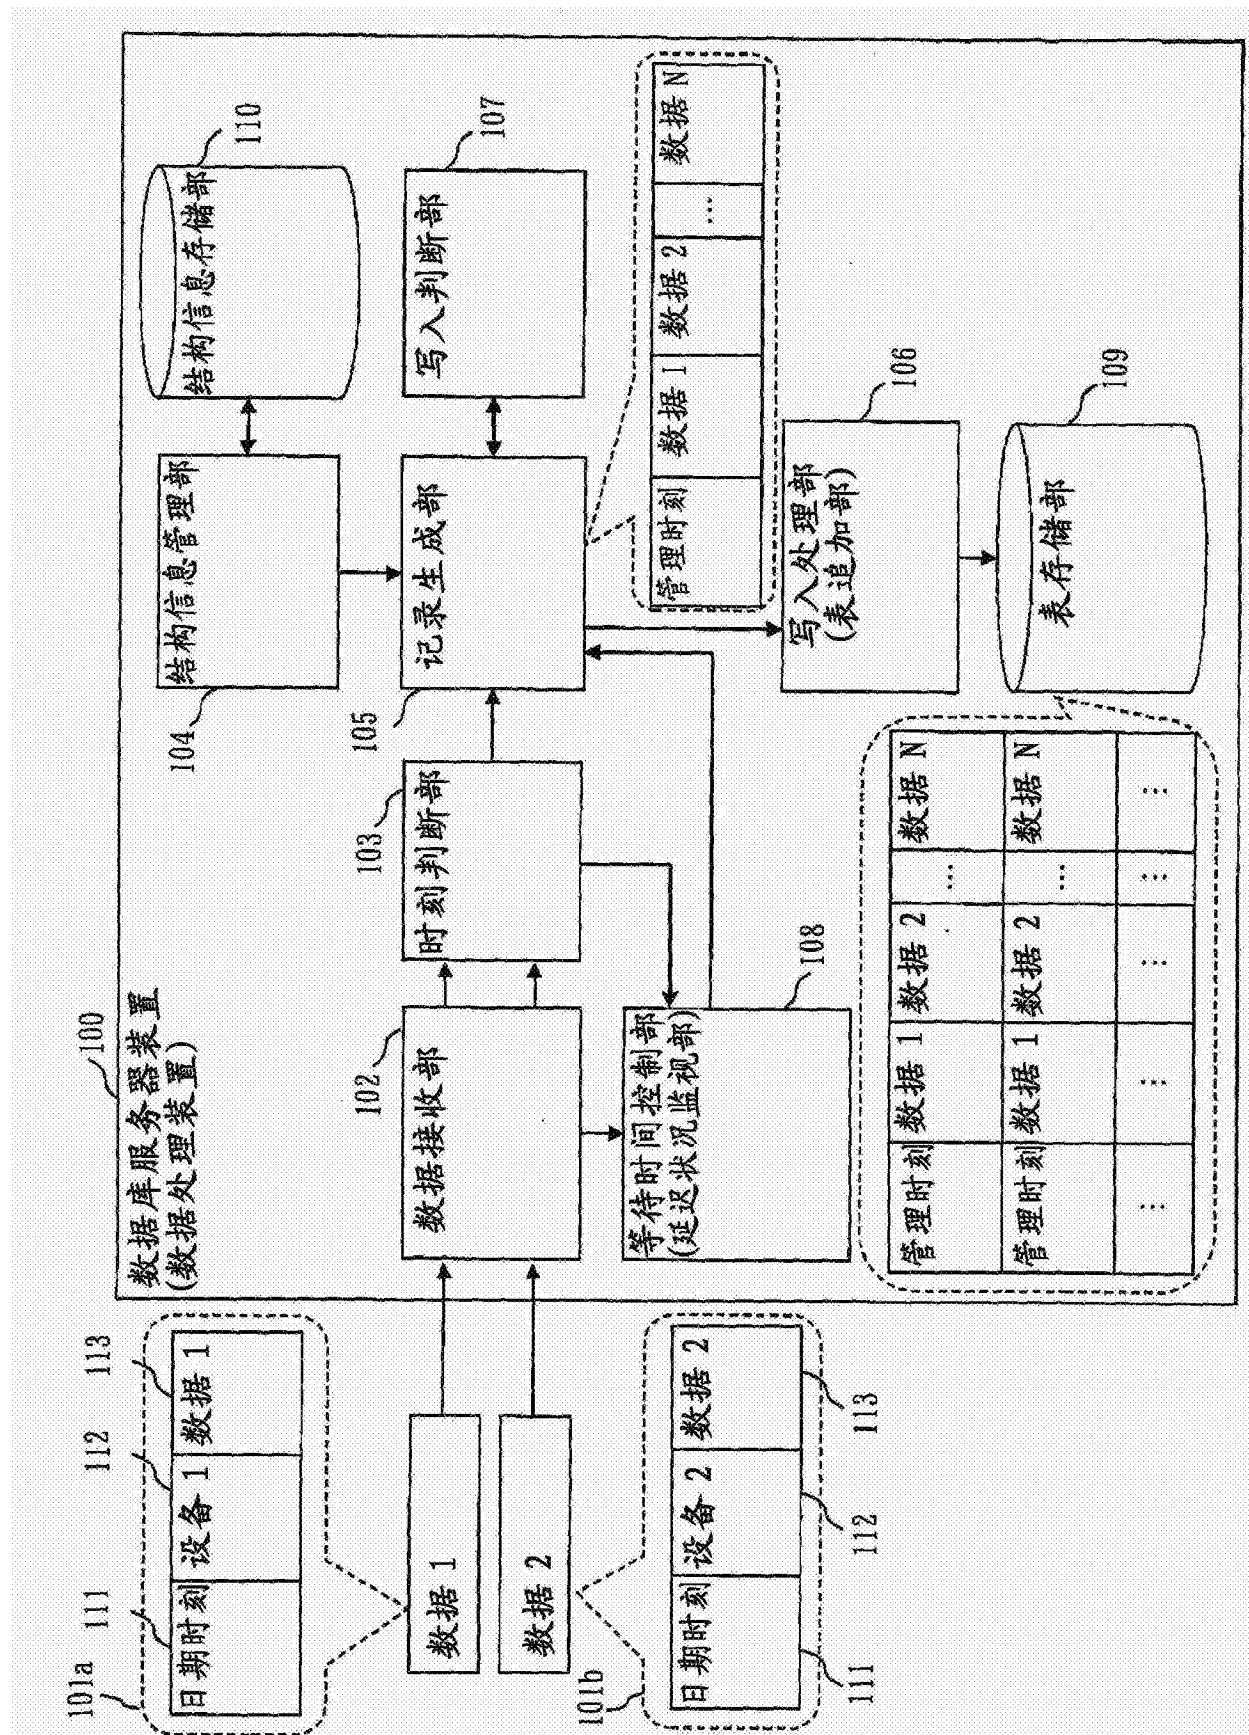 100
数据库服务器装置
(数据处理装置)
101a
111
112
113
日期时刻
设备 1
数据 1
数据 1
数据 2
101b
日期时刻
设备 2
数据 2
111
112
113
102
数据接收部
103
时刻判断部
104
结构信息管理部
110
结构信息存储部
105
记录生成部
107
写入判断部
管理时刻
数据 1
数据 2
…
数据 N
108
等待时间控制部
(延迟状况监视部)
106
写入处理部
(表追加部)
109
表存储部
管理时刻
数据 1
数据 2
…
数据 N
管理时刻
数据 1
数据 2
…
数据 N
⋮
⋮
⋮
⋮
⋮